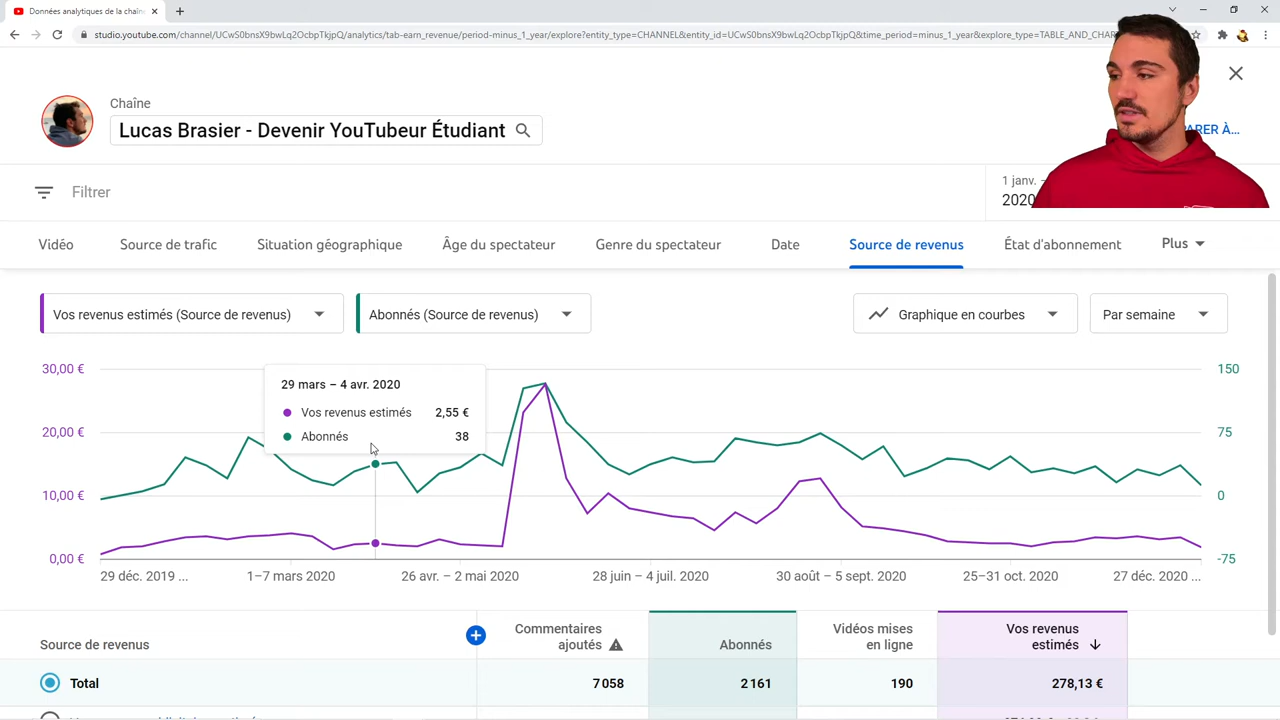 Données analytiques de la chaîn
studio.youtube.com/channel/UCwS0bnsX9bwLq2OcbpTkjpQ/analytics/tab-earn_revenue/period-minus_1_year/explore?entity_type=CHANNEL&entity_id=UCwS0bnsX9bwLq2OcbpTkjpQ&time_period=minus_1_year&explore_type=TABLE_AND_CHAR
Chaîne
Lucas Brasier - Devenir YouTubeur Étudiant
PARER À...
Filtrer
1 janv. –
2020
Vidéo Source de trafic Situation géographique Âge du spectateur Genre du spectateur Date Source de revenus État d'abonnement Plus
Vos revenus estimés (Source de revenus) Abonnés (Source de revenus) Graphique en courbes Par semaine
30,00 € 150
29 mars – 4 avr. 2020
Vos revenus estimés 2,55 €
20,00 € 75
Abonnés 38
10,00 € 0
0,00 € -75
29 déc. 2019 ... 1–7 mars 2020 26 avr. – 2 mai 2020 28 juin – 4 juil. 2020 30 août – 5 sept. 2020 25–31 oct. 2020 27 déc. 2020 ...
Source de revenus Commentaires ajoutés Abonnés Vidéos mises en ligne Vos revenus estimés
Total 7 058 2 161 190 278,13 €